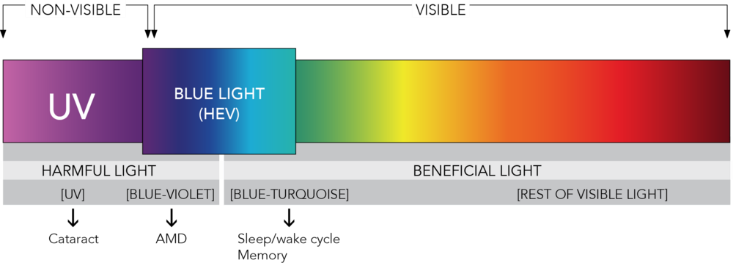 NON-VISIBLE VISIBLE
UV
BLUE LIGHT
(HEV)
HARMFUL LIGHT BENEFICIAL LIGHT
[UV] [BLUE-VIOLET] [BLUE-TURQUOISE] [REST OF VISIBLE LIGHT]
Cataract AMD Sleep/wake cycle
Memory